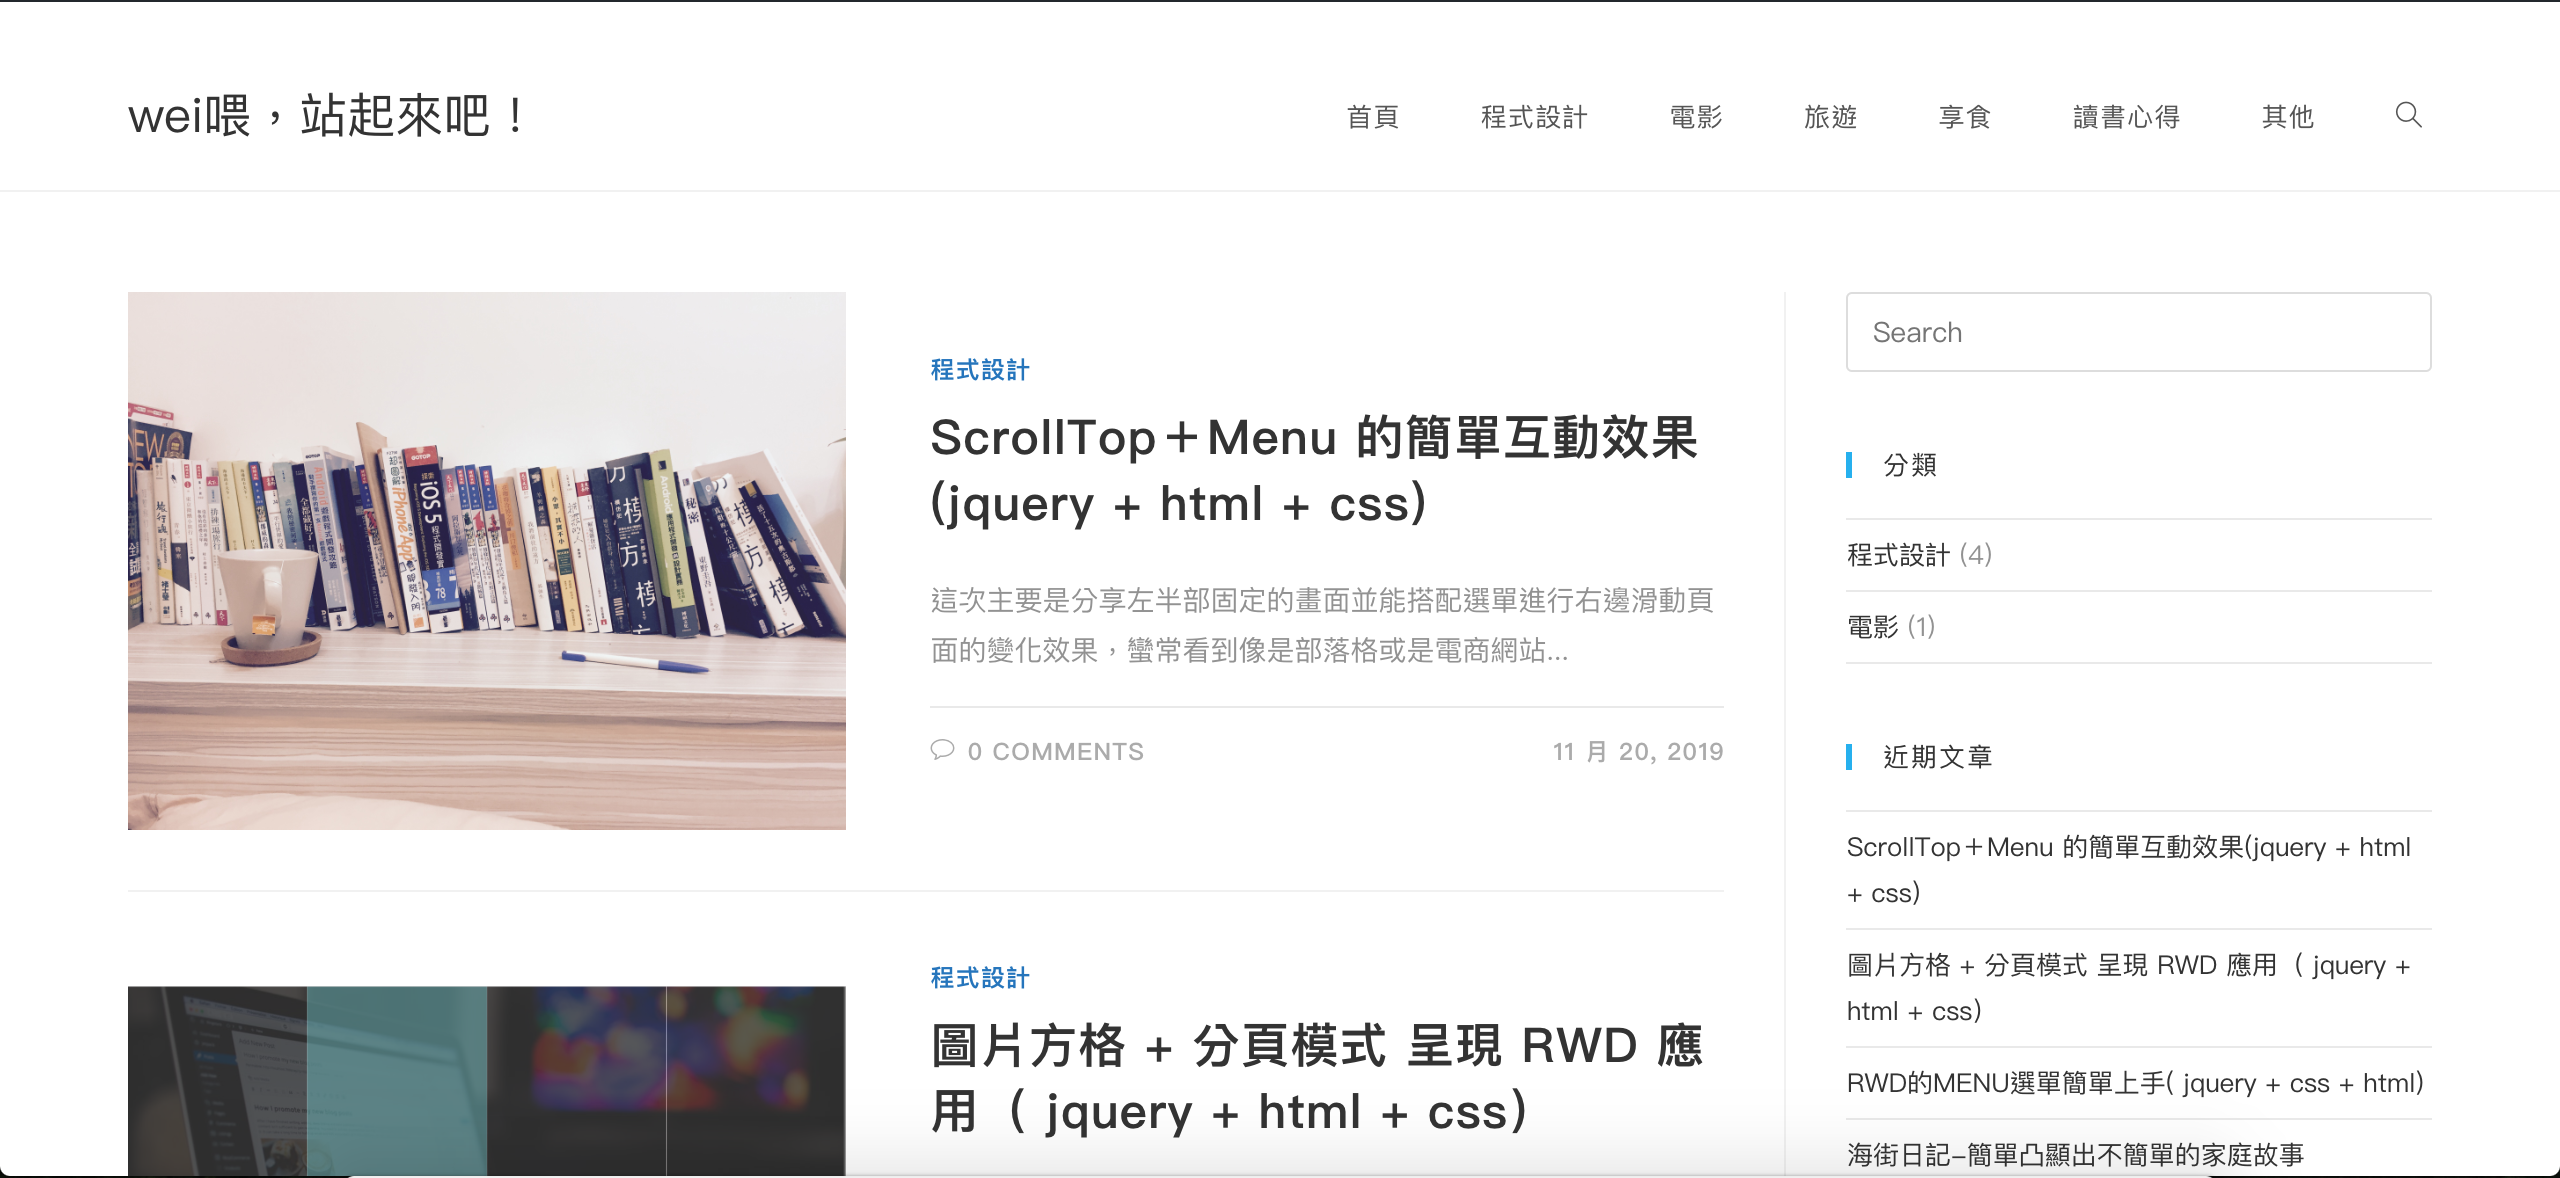 wei喂，站起來吧！
首頁 程式設計 電影 旅遊 享食 讀書心得 其他
程式設計
ScrollTop＋Menu 的簡單互動效果
(jquery + html + css)
這次主要是分享左半部固定的畫面並能搭配選單進行右邊滑動頁
面的變化效果，蠻常看到像是部落格或是電商網站...
0 COMMENTS 11 月 20, 2019
程式設計
圖片方格 + 分頁模式 呈現 RWD 應
用（ jquery + html + css)
Search
分類
程式設計 (4)
電影 (1)
近期文章
ScrollTop＋Menu 的簡單互動效果(jquery + html
+ css)
圖片方格 + 分頁模式 呈現 RWD 應用（ jquery +
html + css)
RWD的MENU選單簡單上手( jquery + css + html)
海街日記–簡單凸顯出不簡單的家庭故事
iOS 5
iPhone App